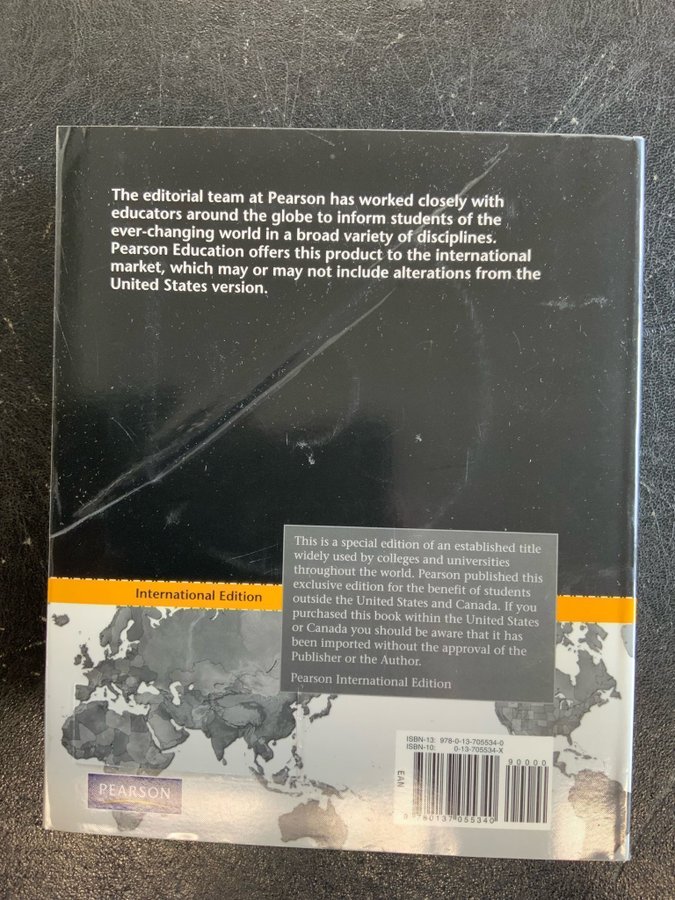 The editorial team at Pearson has worked closely with
educators around the globe to inform students of the
ever-changing world in a broad variety of disciplines.
Pearson Education offers this product to the international
market, which may or may not include alterations from the
United States version.
This is a special edition of an established title
widely used by colleges and universities
throughout the world. Pearson published this
exclusive edition for the benefit of students
outside the United States and Canada. If you
purchased this book within the United States
or Canada you should be aware that it has
been imported without the approval of the
Publisher or the Author.
Pearson International Edition
International Edition
ISBN-13: 978-0-13-705534-0
ISBN-10: 0-13-705534-X
90000
EAN
9780137055340
PEARSON